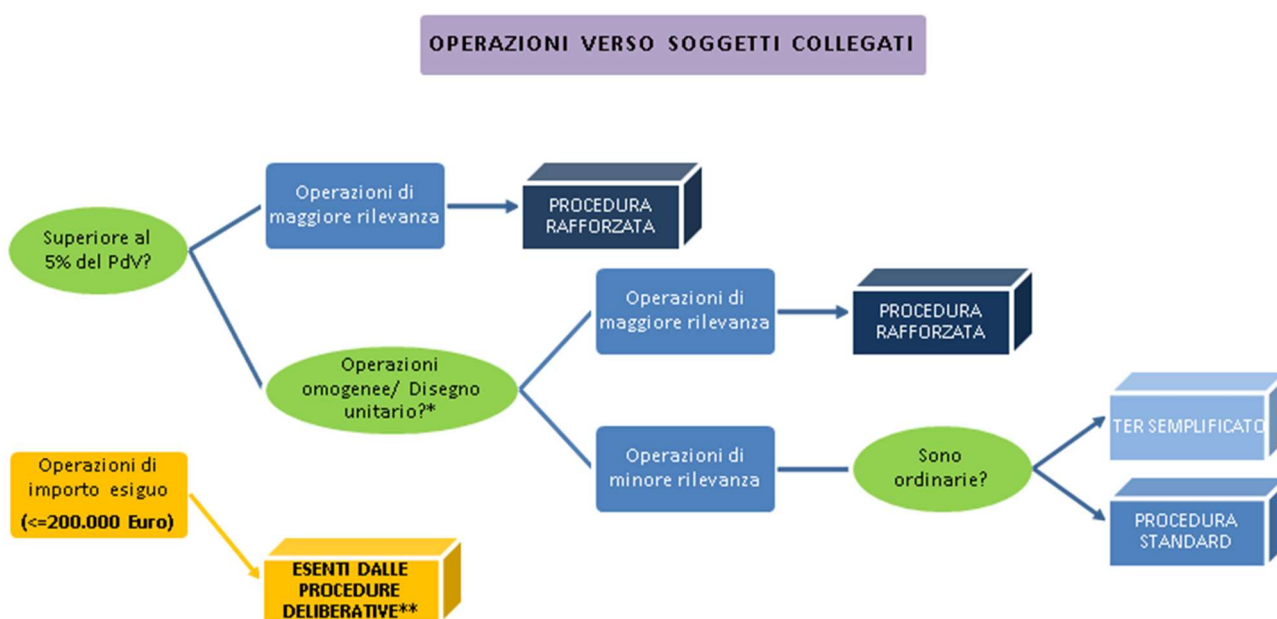 OPERAZIONI VERSO SOGGETTI COLLEGATI
Operazioni di
maggiore rilevanza
PROCEDURA
RAFFORZATA
Superiore al
5% del PdV?
Operazioni di
maggiore rilevanza
PROCEDURA
RAFFORZATA
Operazioni
omogenee/ Disegno
unitario?*
TER SEMPLIFICATO
Operazioni di
minore rilevanza
Sono
ordinarie?
Operazioni di
importo esiguo
(<=200.000 Euro)
PROCEDURA
STANDARD
ESENTI DALLE
PROCEDURE
DELIBERATIVE**